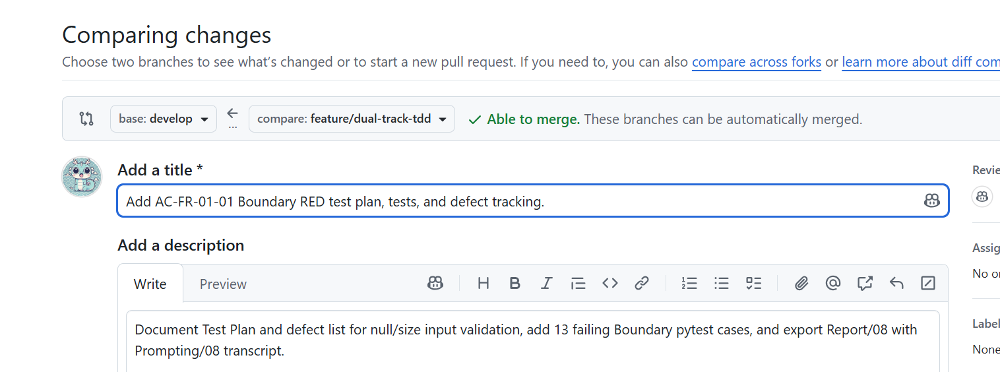 Comparing changes
Choose two branches to see what's changed or to start a new pull request. If you need to, you can also compare across forks or learn more about diff com
base: develop
compare: feature/dual-track-tdd
Able to merge. These branches can be automatically merged.
Add a title *
Revie
Add AC-FR-01-01 Boundary RED test plan, tests, and defect tracking.
Add a description
Assig
No o
Write
Preview
Label
None
Document Test Plan and defect list for null/size input validation, add 13 failing Boundary pytest cases, and export Report/08 with
Prompting/08 transcript.